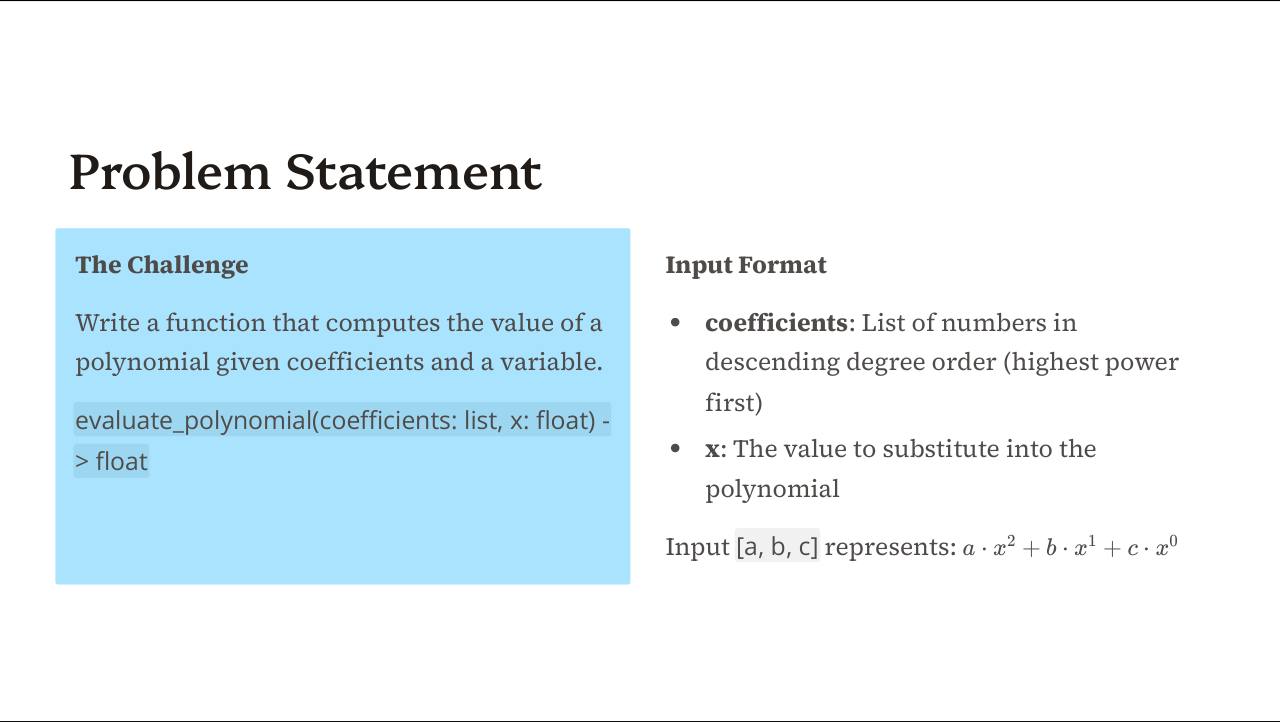 Problem Statement
The Challenge
Write a function that computes the value of a
polynomial given coefficients and a variable.
evaluate_polynomial(coefficients: list, x: float) -
> float
Input Format
• coefficients: List of numbers in
descending degree order (highest power
first)
• x: The value to substitute into the
polynomial
Input [a, b, c] represents: a · x² + b · x¹ + c · x⁰